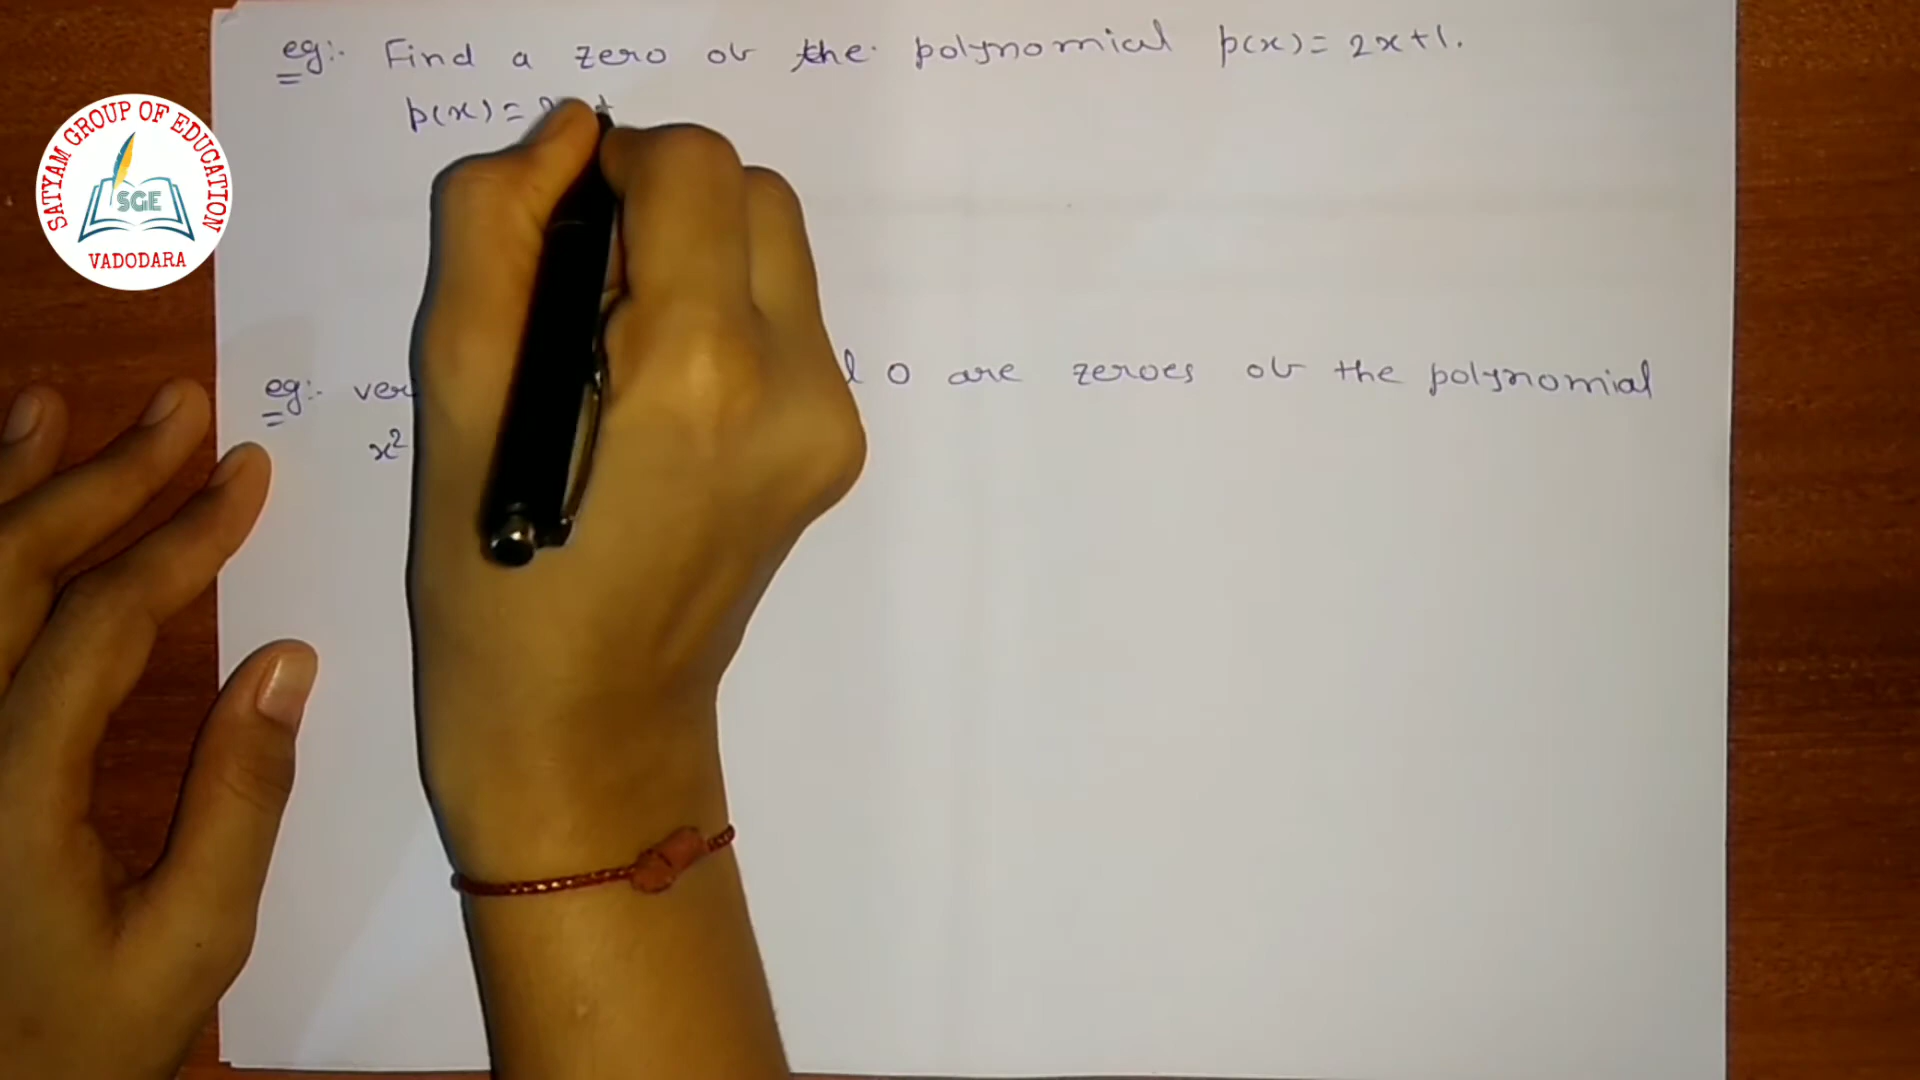 eg:- Find a zero of the polynomial p(x) = 2x+1.
p(x) =
SATYAM GROUP OF EDUCATION
SGE
VADODARA
eg:- 0 are zeroes of the polynomial
x²